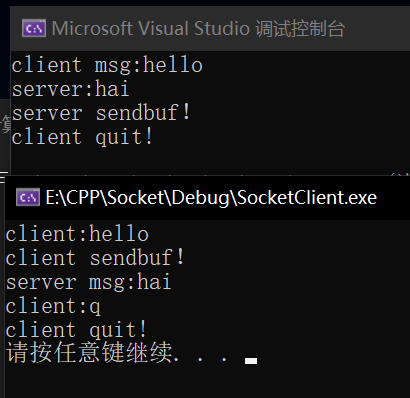 Microsoft Visual Studio 调试控制台
client msg:hello
server:hai
server sendbuf!
client quit!
E:\CPP\Socket\Debug\SocketClient.exe
client:hello
client sendbuf!
server msg:hai
client:q
client quit!
请按任意键继续. . .